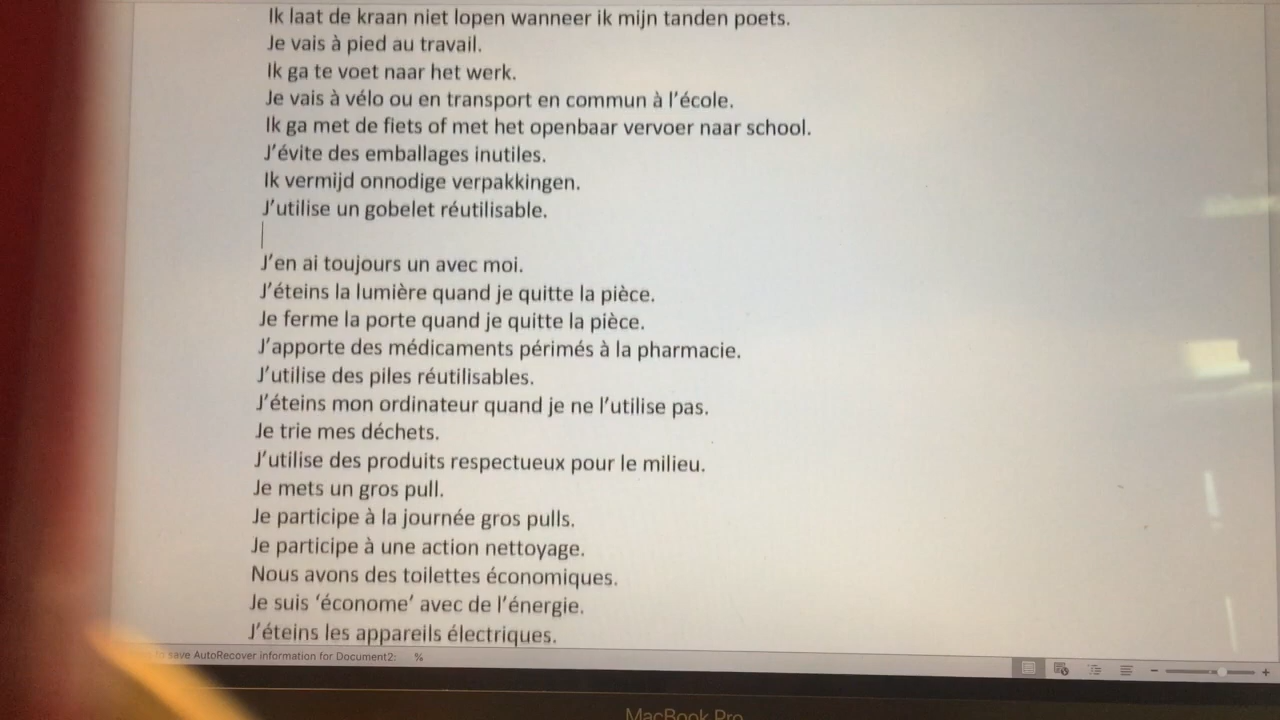 Ik laat de kraan niet lopen wanneer ik mijn tanden poets.
Je vais à pied au travail.
Ik ga te voet naar het werk.
Je vais à vélo ou en transport en commun à l’école.
Ik ga met de fiets of met het openbaar vervoer naar school.
J’évite des emballages inutiles.
Ik vermijd onnodige verpakkingen.
J’utilise un gobelet réutilisable.
J’en ai toujours un avec moi.
J’éteins la lumière quand je quitte la pièce.
Je ferme la porte quand je quitte la pièce.
J’apporte des médicaments périmés à la pharmacie.
J’utilise des piles réutilisables.
J’éteins mon ordinateur quand je ne l’utilise pas.
Je trie mes déchets.
J’utilise des produits respectueux pour le milieu.
Je mets un gros pull.
Je participe à la journée gros pulls.
Je participe à une action nettoyage.
Nous avons des toilettes économiques.
Je suis ‘économe’ avec de l’énergie.
J’éteins les appareils électriques.
to save AutoRecover information for Document2: %
MacBook Pro